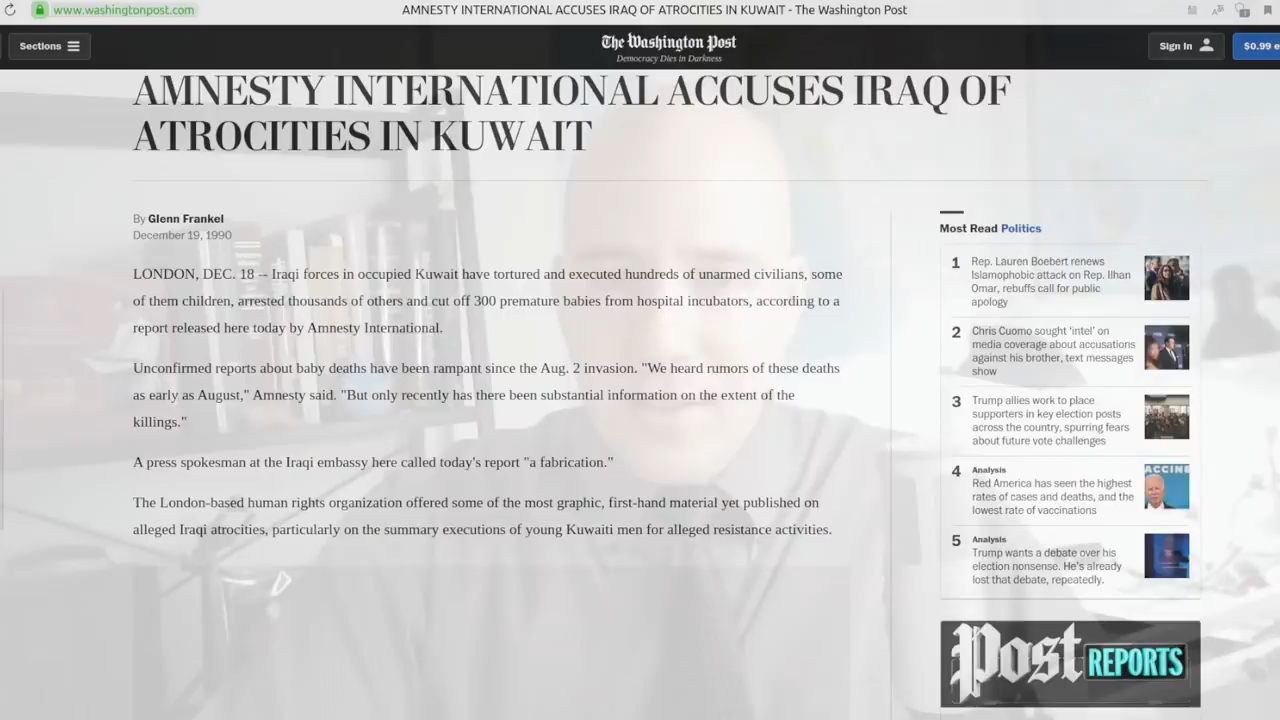 www.washingtonpost.com
AMNESTY INTERNATIONAL ACCUSES IRAQ OF ATROCITIES IN KUWAIT - The Washington Post
Sections
The Washington Post
Democracy Dies in Darkness
Sign In
$0.99 e
AMNESTY INTERNATIONAL ACCUSES IRAQ OF
ATROCITIES IN KUWAIT
By Glenn Frankel
December 19, 1990
LONDON, DEC. 18 -- Iraqi forces in occupied Kuwait have tortured and executed hundreds of unarmed civilians, some
of them children, arrested thousands of others and cut off 300 premature babies from hospital incubators, according to a
report released here today by Amnesty International.
Unconfirmed reports about baby deaths have been rampant since the Aug. 2 invasion. "We heard rumors of these deaths
as early as August," Amnesty said. "But only recently has there been substantial information on the extent of the
killings."
A press spokesman at the Iraqi embassy here called today's report "a fabrication."
The London-based human rights organization offered some of the most graphic, first-hand material yet published on
alleged Iraqi atrocities, particularly on the summary executions of young Kuwaiti men for alleged resistance activities.
Most Read Politics
1
Rep. Lauren Boebert renews
Islamophobic attack on Rep. Ilhan
Omar, rebuffs call for public
apology
2
Chris Cuomo sought 'intel' on
media coverage about accusations
against his brother, text messages
show
3
Trump allies work to place
supporters in key election posts
across the country, spurring fears
about future vote challenges
4
Analysis
Red America has seen the highest
rates of cases and deaths, and the
lowest rate of vaccinations
ACCINE
5
Analysis
Trump wants a debate over his
election nonsense. He's already
lost that debate, repeatedly.
Post REPORTS